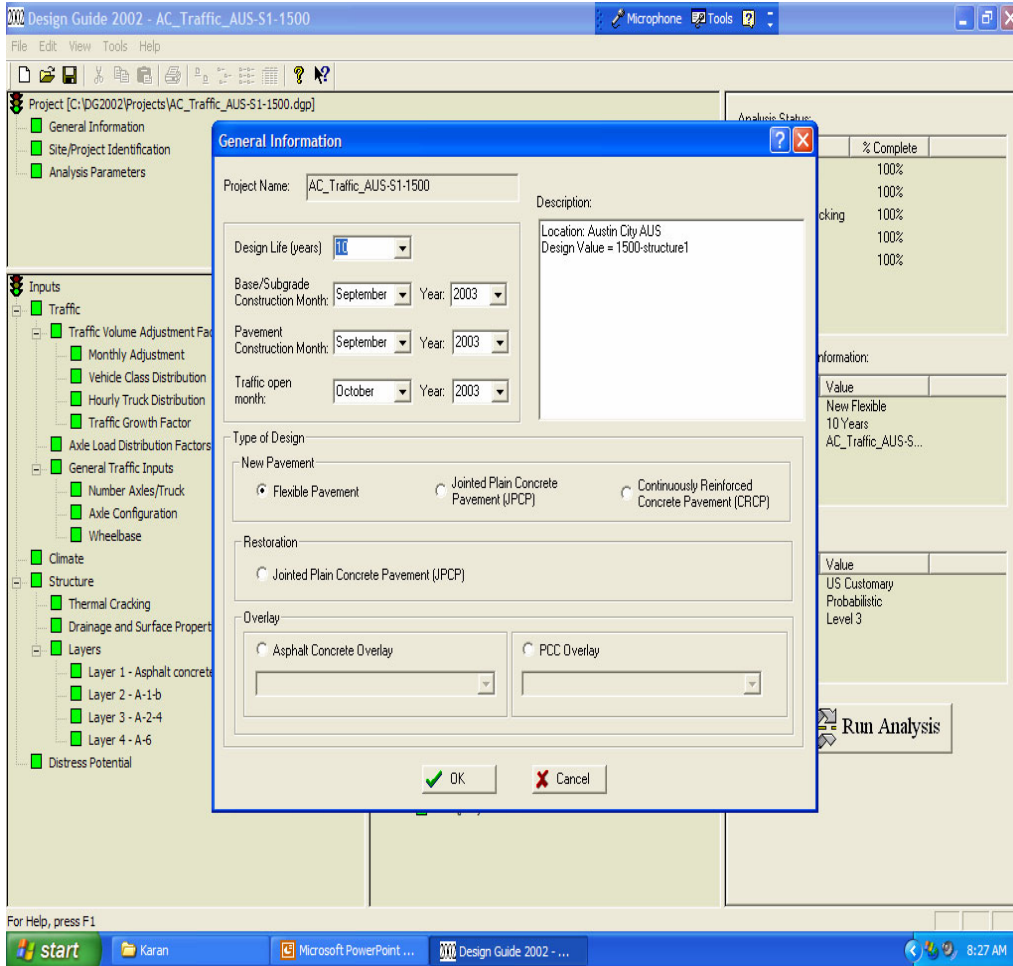 Design Guide 2002 - AC_Traffic_AUS-S1-1500
Microphone Tools
File Edit View Tools Help
Project [C:\DG2002\Projects\AC_Traffic_AUS-S1-1500.dgp]
General Information
Site/Project Identification
Analysis Parameters
Inputs
Traffic
Traffic Volume Adjustment Fac
Monthly Adjustment
Vehicle Class Distribution
Hourly Truck Distribution
Traffic Growth Factor
Axle Load Distribution Factors
General Traffic Inputs
Number Axles/Truck
Axle Configuration
Wheelbase
Climate
Structure
Thermal Cracking
Drainage and Surface Propert
Layers
Layer 1 - Asphalt concrete
Layer 2 - A-1-b
Layer 3 - A-2-4
Layer 4 - A-6
Distress Potential
General Information
Project Name: AC_Traffic_AUS-S1-1500
Description:
Location: Austin City AUS
Design Value = 1500-structure1
Design Life (years) 10
Base/Subgrade
Construction Month: September Year: 2003
Pavement
Construction Month: September Year: 2003
Traffic open
month: October Year: 2003
Type of Design
New Pavement
Flexible Pavement
Jointed Plain Concrete
Pavement (JPCP)
Continuously Reinforced
Concrete Pavement (CRCP)
Restoration
Jointed Plain Concrete Pavement (JPCP)
Overlay
Asphalt Concrete Overlay
PCC Overlay
OK
Cancel
Analysis Status:
% Complete
100%
100%
cking 100%
100%
100%
nformation:
Value
New Flexible
10 Years
AC_Traffic_AUS-S...
Value
US Customary
Probabilistic
Level 3
Run Analysis
For Help, press F1
start
Karan
Microsoft PowerPoint ...
Design Guide 2002 - ...
8:27 AM